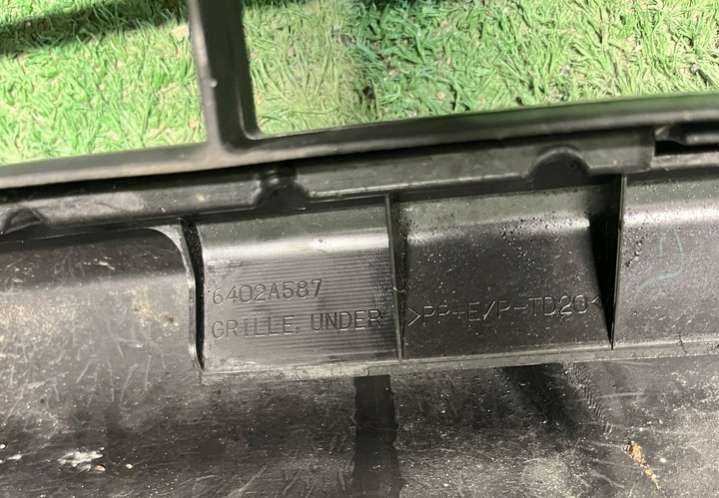 6402A587
GRILLE, UNDER
>PP+E/P-TD20<